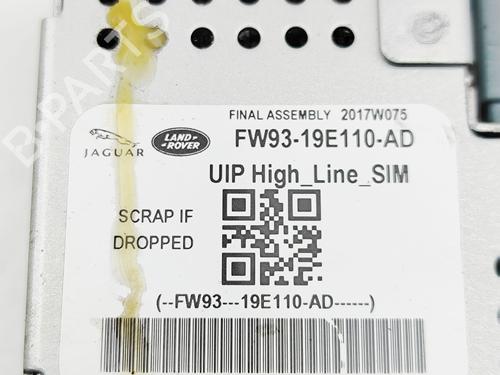 FINAL ASSEMBLY 2017W075
JAGUAR
LAND-
ROVER
FW93-19E110-AD
UIP High_Line_SIM
SCRAP IF
DROPPED
(--FW93---19E110-AD------)
B-PARTS